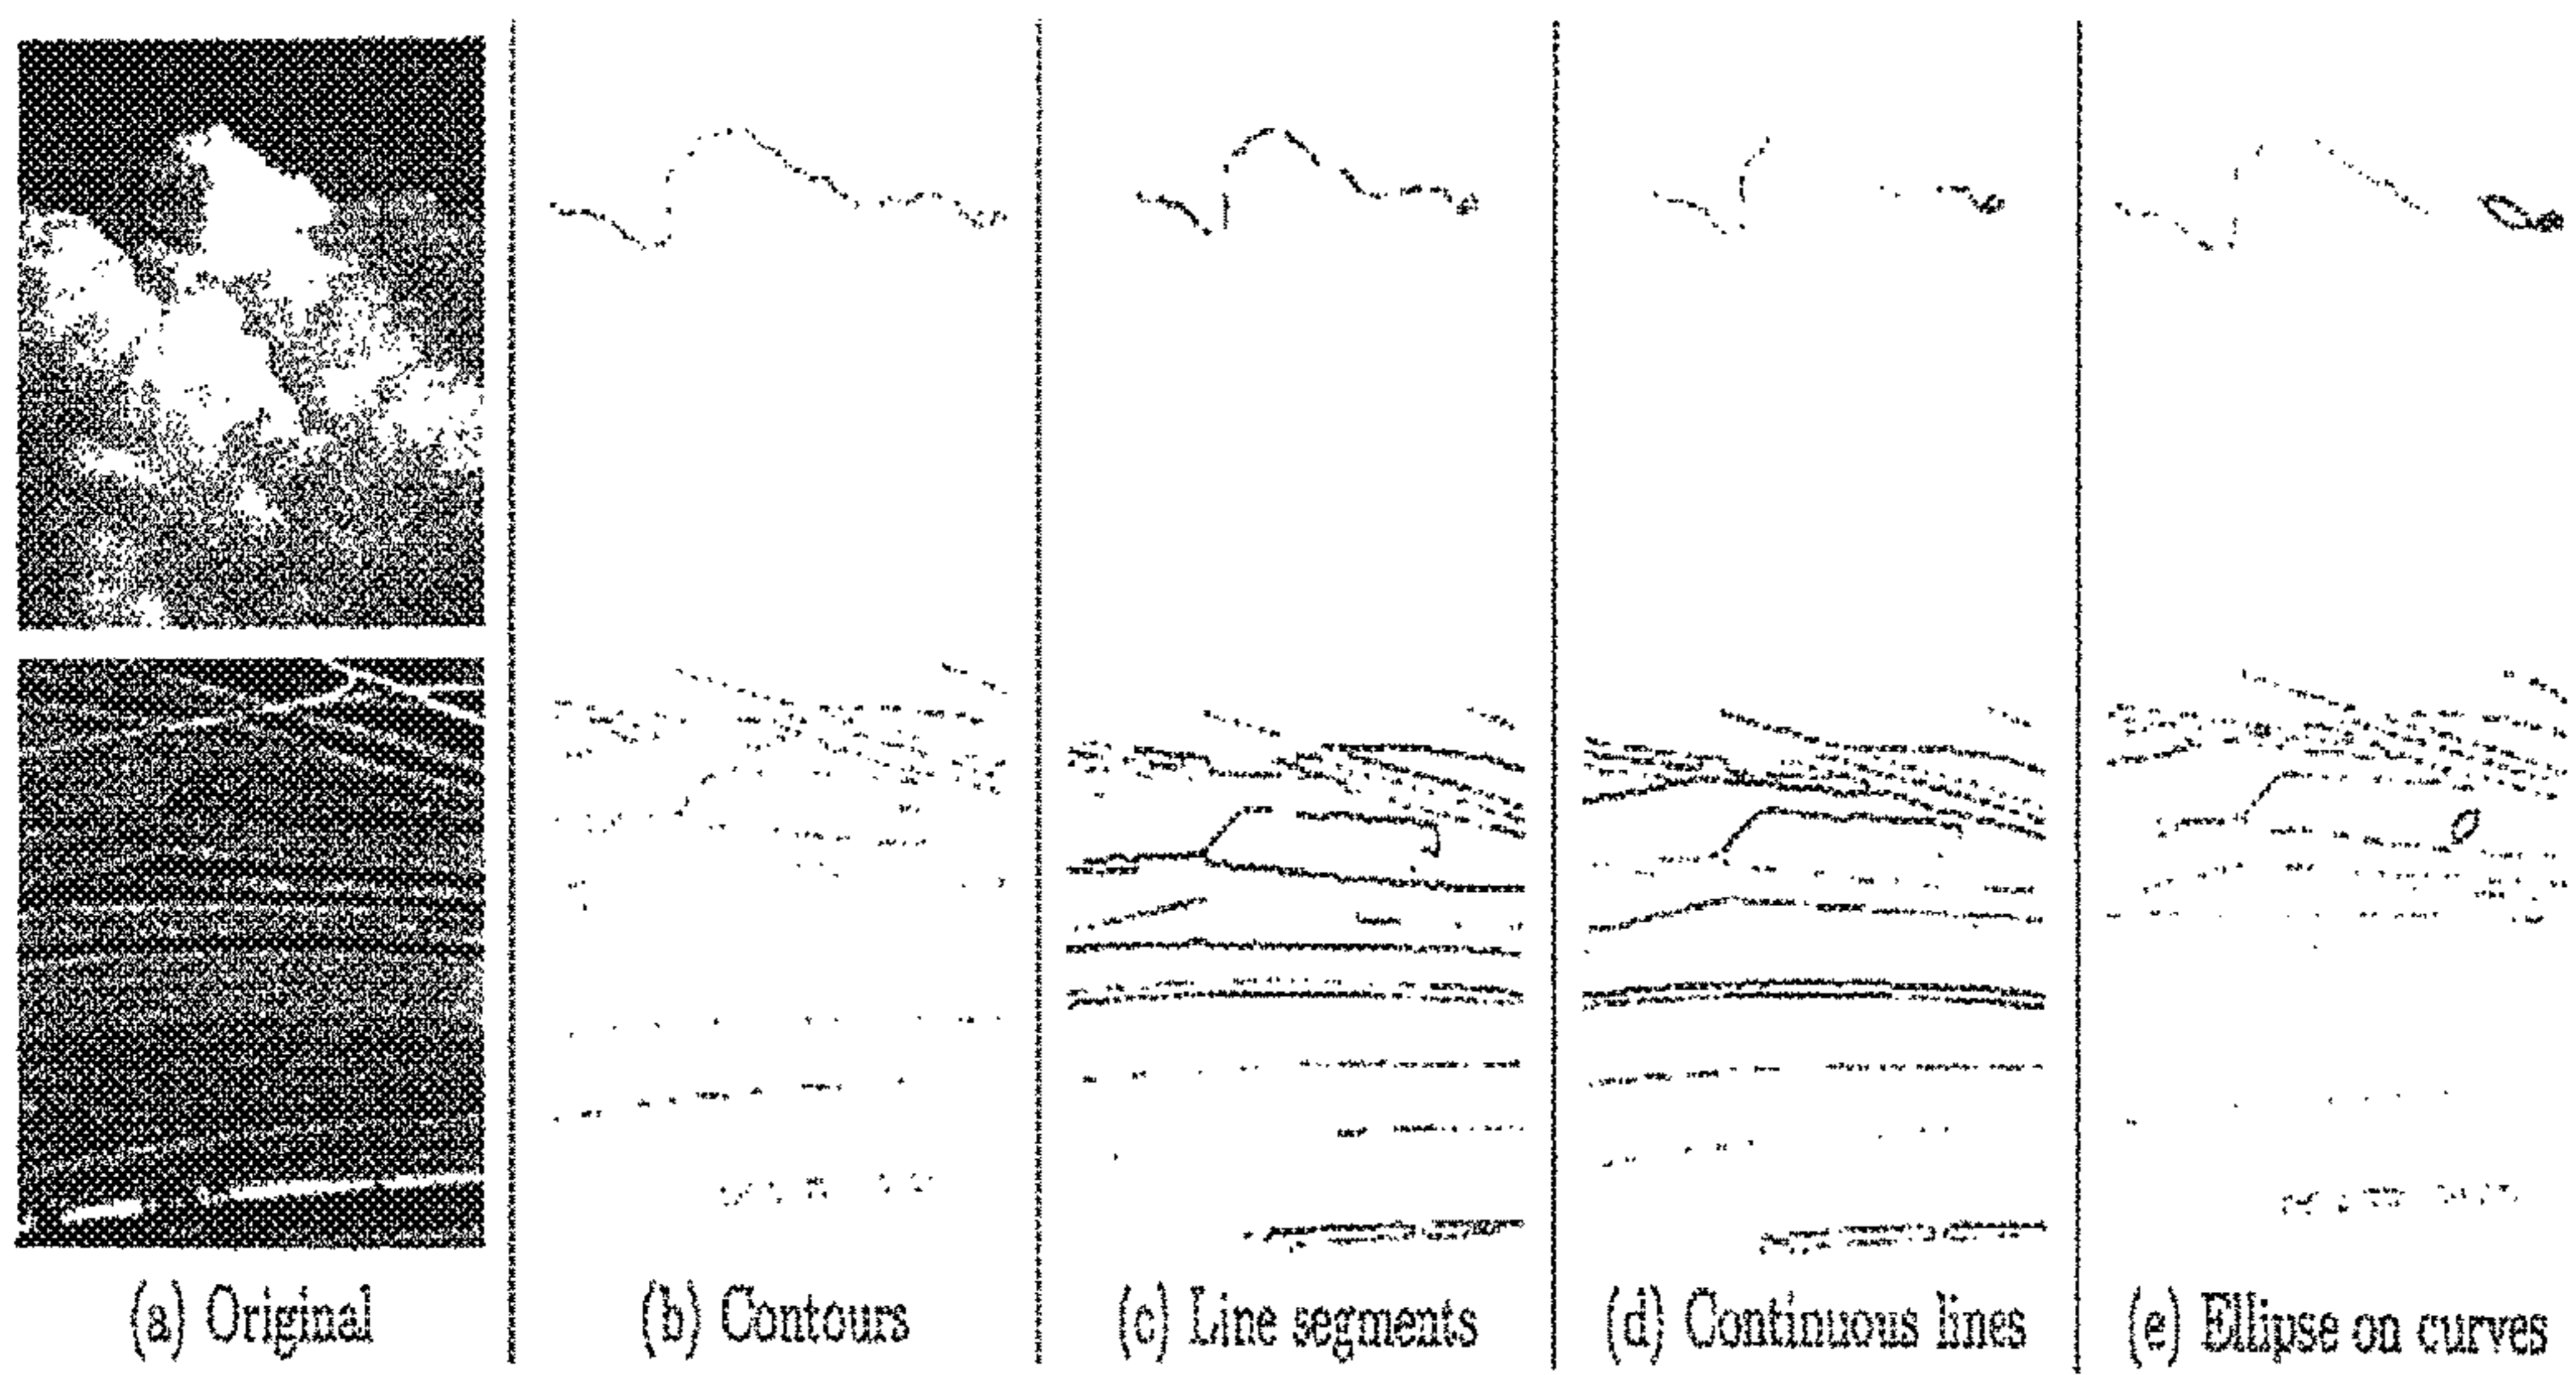 (a) Original
(b) Contours
(c) Line segments
(d) Continuous lines
(e) Ellipse on curves